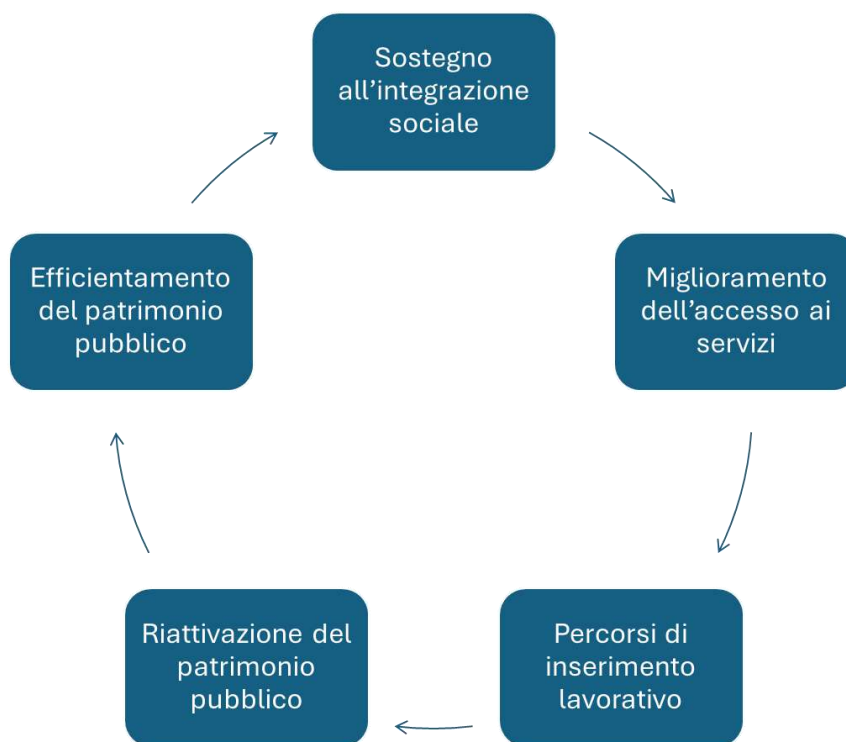 Sostegno
all’integrazione
sociale
Miglioramento
dell’accesso ai
servizi
Percorsi di
inserimento
lavorativo
Riattivazione del
patrimonio
pubblico
Efficientamento
del patrimonio
pubblico